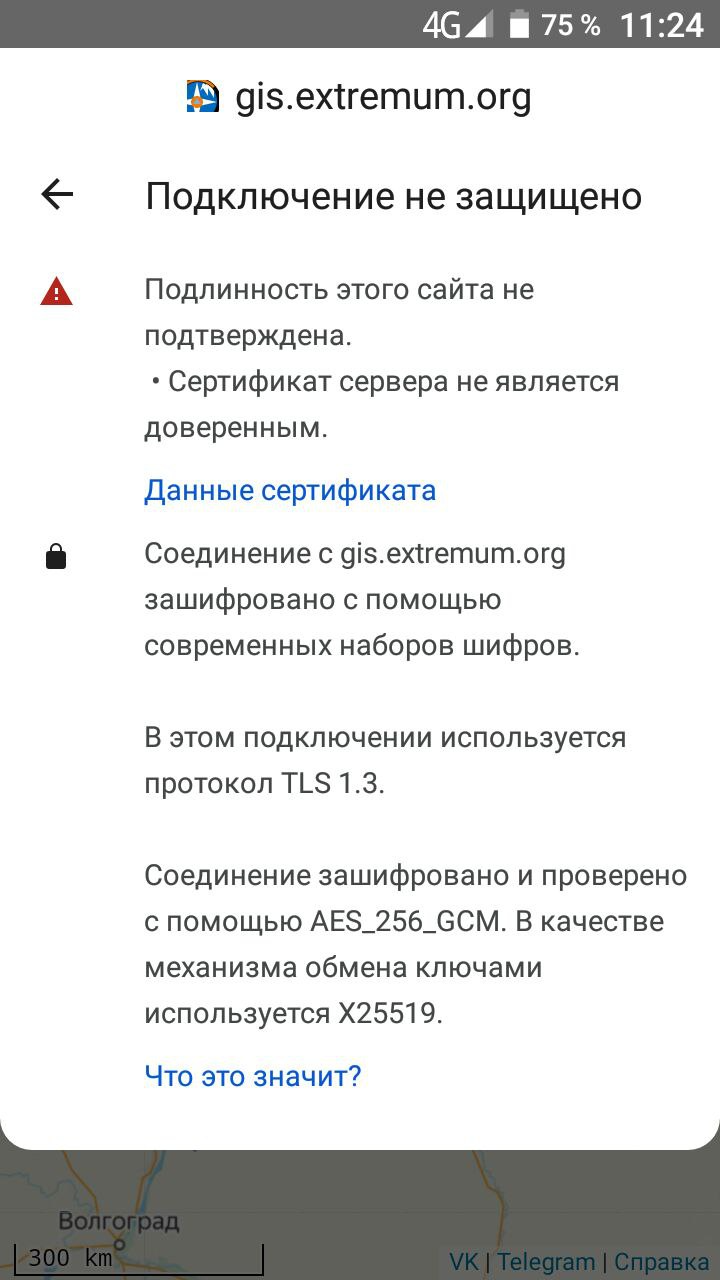 4G 75 % 11:24
gis.extremum.org
Подключение не защищено
Подлинность этого сайта не
подтверждена.
• Сертификат сервера не является
доверенным.
Данные сертификата
Соединение с gis.extremum.org
зашифровано с помощью
современных наборов шифров.
В этом подключении используется
протокол TLS 1.3.
Соединение зашифровано и проверено
с помощью AES_256_GCM. В качестве
механизма обмена ключами
используется X25519.
Что это значит?
Волгоград
300 km
VK | Telegram | Справка